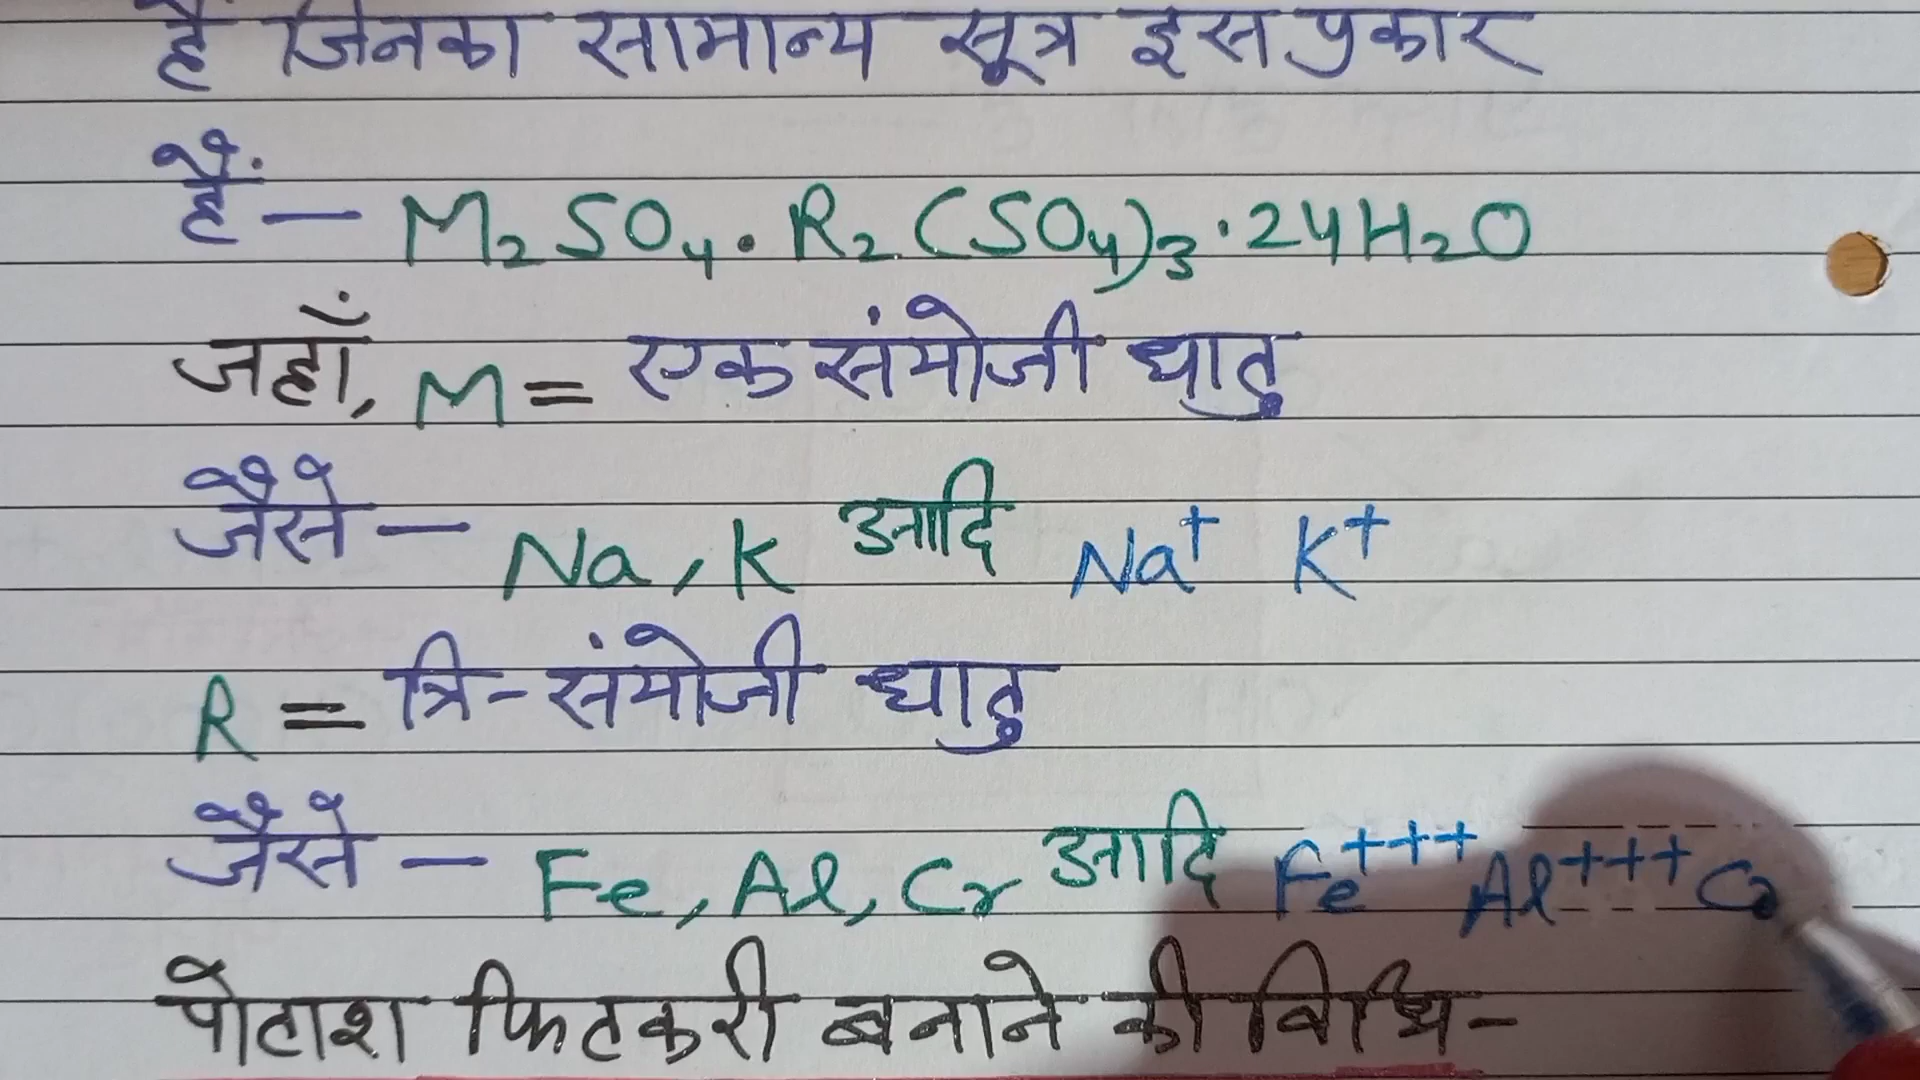 हैं जिनका सामान्य सूत्र इस प्रकार
हैं— M₂SO₄·R₂(SO₄)₃·24H₂O
जहाँ, M = एक संयोजी धातु
जैसे — Na, K आदि Na⁺ K⁺
R = त्रि-संयोजी धातु
जैसे — Fe, Al, Cr आदि Fe⁺⁺⁺ Al⁺⁺⁺ Cr
पोटाश फिटकरी बनाने की विधि-